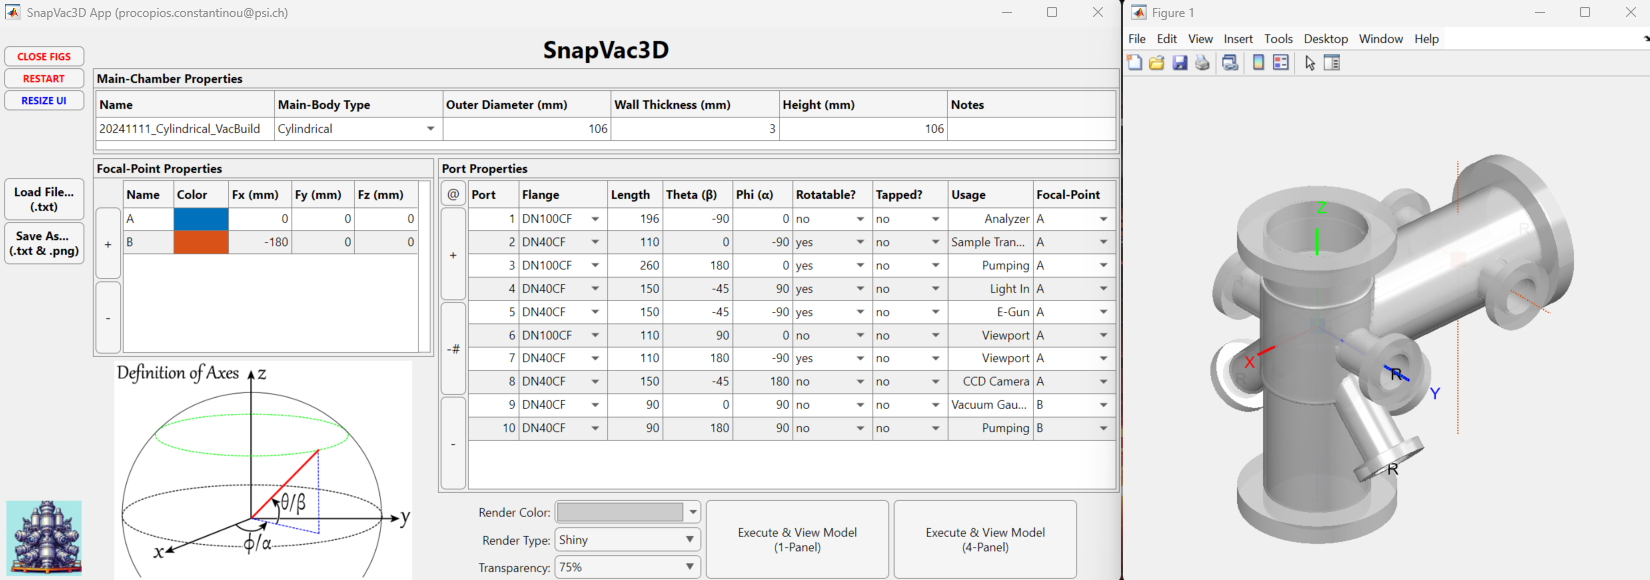 SnapVac3D App (procopios.constantinou@psi.ch)
SnapVac3D
CLOSE FIGS
RESTART
RESIZE UI
Load File...
(.txt)
Save As...
(.txt & .png)
Main-Chamber Properties
Name Main-Body Type Outer Diameter (mm) Wall Thickness (mm) Height (mm) Notes
20241111_Cylindrical_VacBuild Cylindrical 106 3 106
Focal-Point Properties
Name Color Fx (mm) Fy (mm) Fz (mm)
A 0 0 0
B -180 0 0
+
-
Definition of Axes
z
y
x
θ/β
ϕ/α
Port Properties
@ Port Flange Length Theta (β) Phi (α) Rotatable? Tapped? Usage Focal-Point
1 DN100CF 196 -90 0 no no Analyzer A
2 DN40CF 110 0 -90 yes no Sample Tran... A
3 DN100CF 260 180 0 yes no Pumping A
4 DN40CF 150 -45 90 yes no Light In A
5 DN40CF 150 -45 -90 yes no E-Gun A
6 DN100CF 110 90 0 no no Viewport A
7 DN40CF 110 180 -90 yes no Viewport A
8 DN40CF 150 -45 180 no no CCD Camera A
9 DN40CF 90 0 90 no no Vacuum Gau... B
10 DN40CF 90 180 90 no no Pumping B
+
-#
-
Render Color:
Render Type: Shiny
Transparency: 75%
Execute & View Model
(1-Panel)
Execute & View Model
(4-Panel)
Figure 1
File Edit View Insert Tools Desktop Window Help
Z
X
Y
R
R
R
R